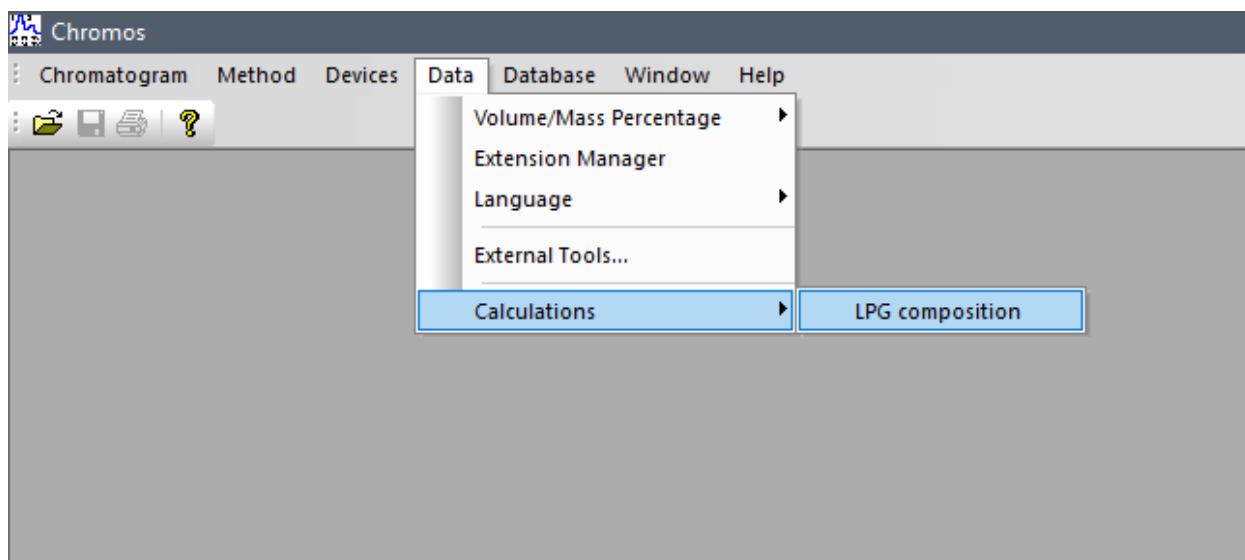 Chromos
Chromatogram Method Devices Data Database Window Help
Volume/Mass Percentage
Extension Manager
Language
External Tools...
Calculations LPG composition